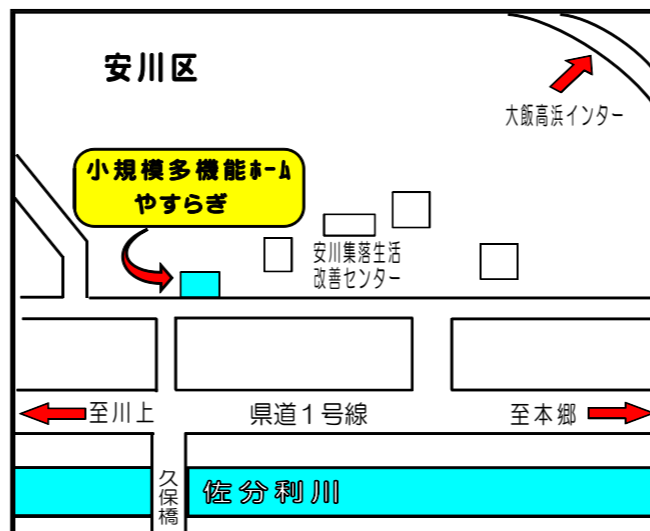 安川区
大飯高浜インター
小規模多機能ホーム
やすらぎ
安川集落生活
改善センター
至川上
県道1号線
至本郷
久保橋
佐分利川